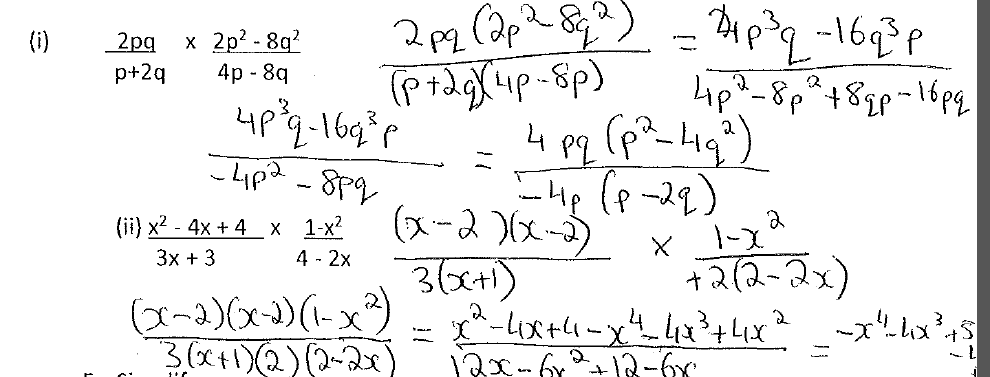 (i) 2pq/p+2q x 2p² - 8q²/4p - 8q   2pq(2p²-8q²)/(p+2q)(4p-8p) = 4p³q-16q³p/4p²-8p²+8qp-16pq
4p³q-16q³p/-4p²-8pq = 4pq(p²-4q²)/-4p(p-2q)
(ii) x² - 4x + 4/3x + 3 x 1-x²/4 - 2x   (x-2)(x-2)/3(x+1) x 1-x²/+2(2-2x)
(x-2)(x-2)(1-x²)/3(x+1)(2)(2-2x) = x²-4x+4-x⁴-4x³+4x²/12x-6x²+12-6x = -x⁴-4x³+5